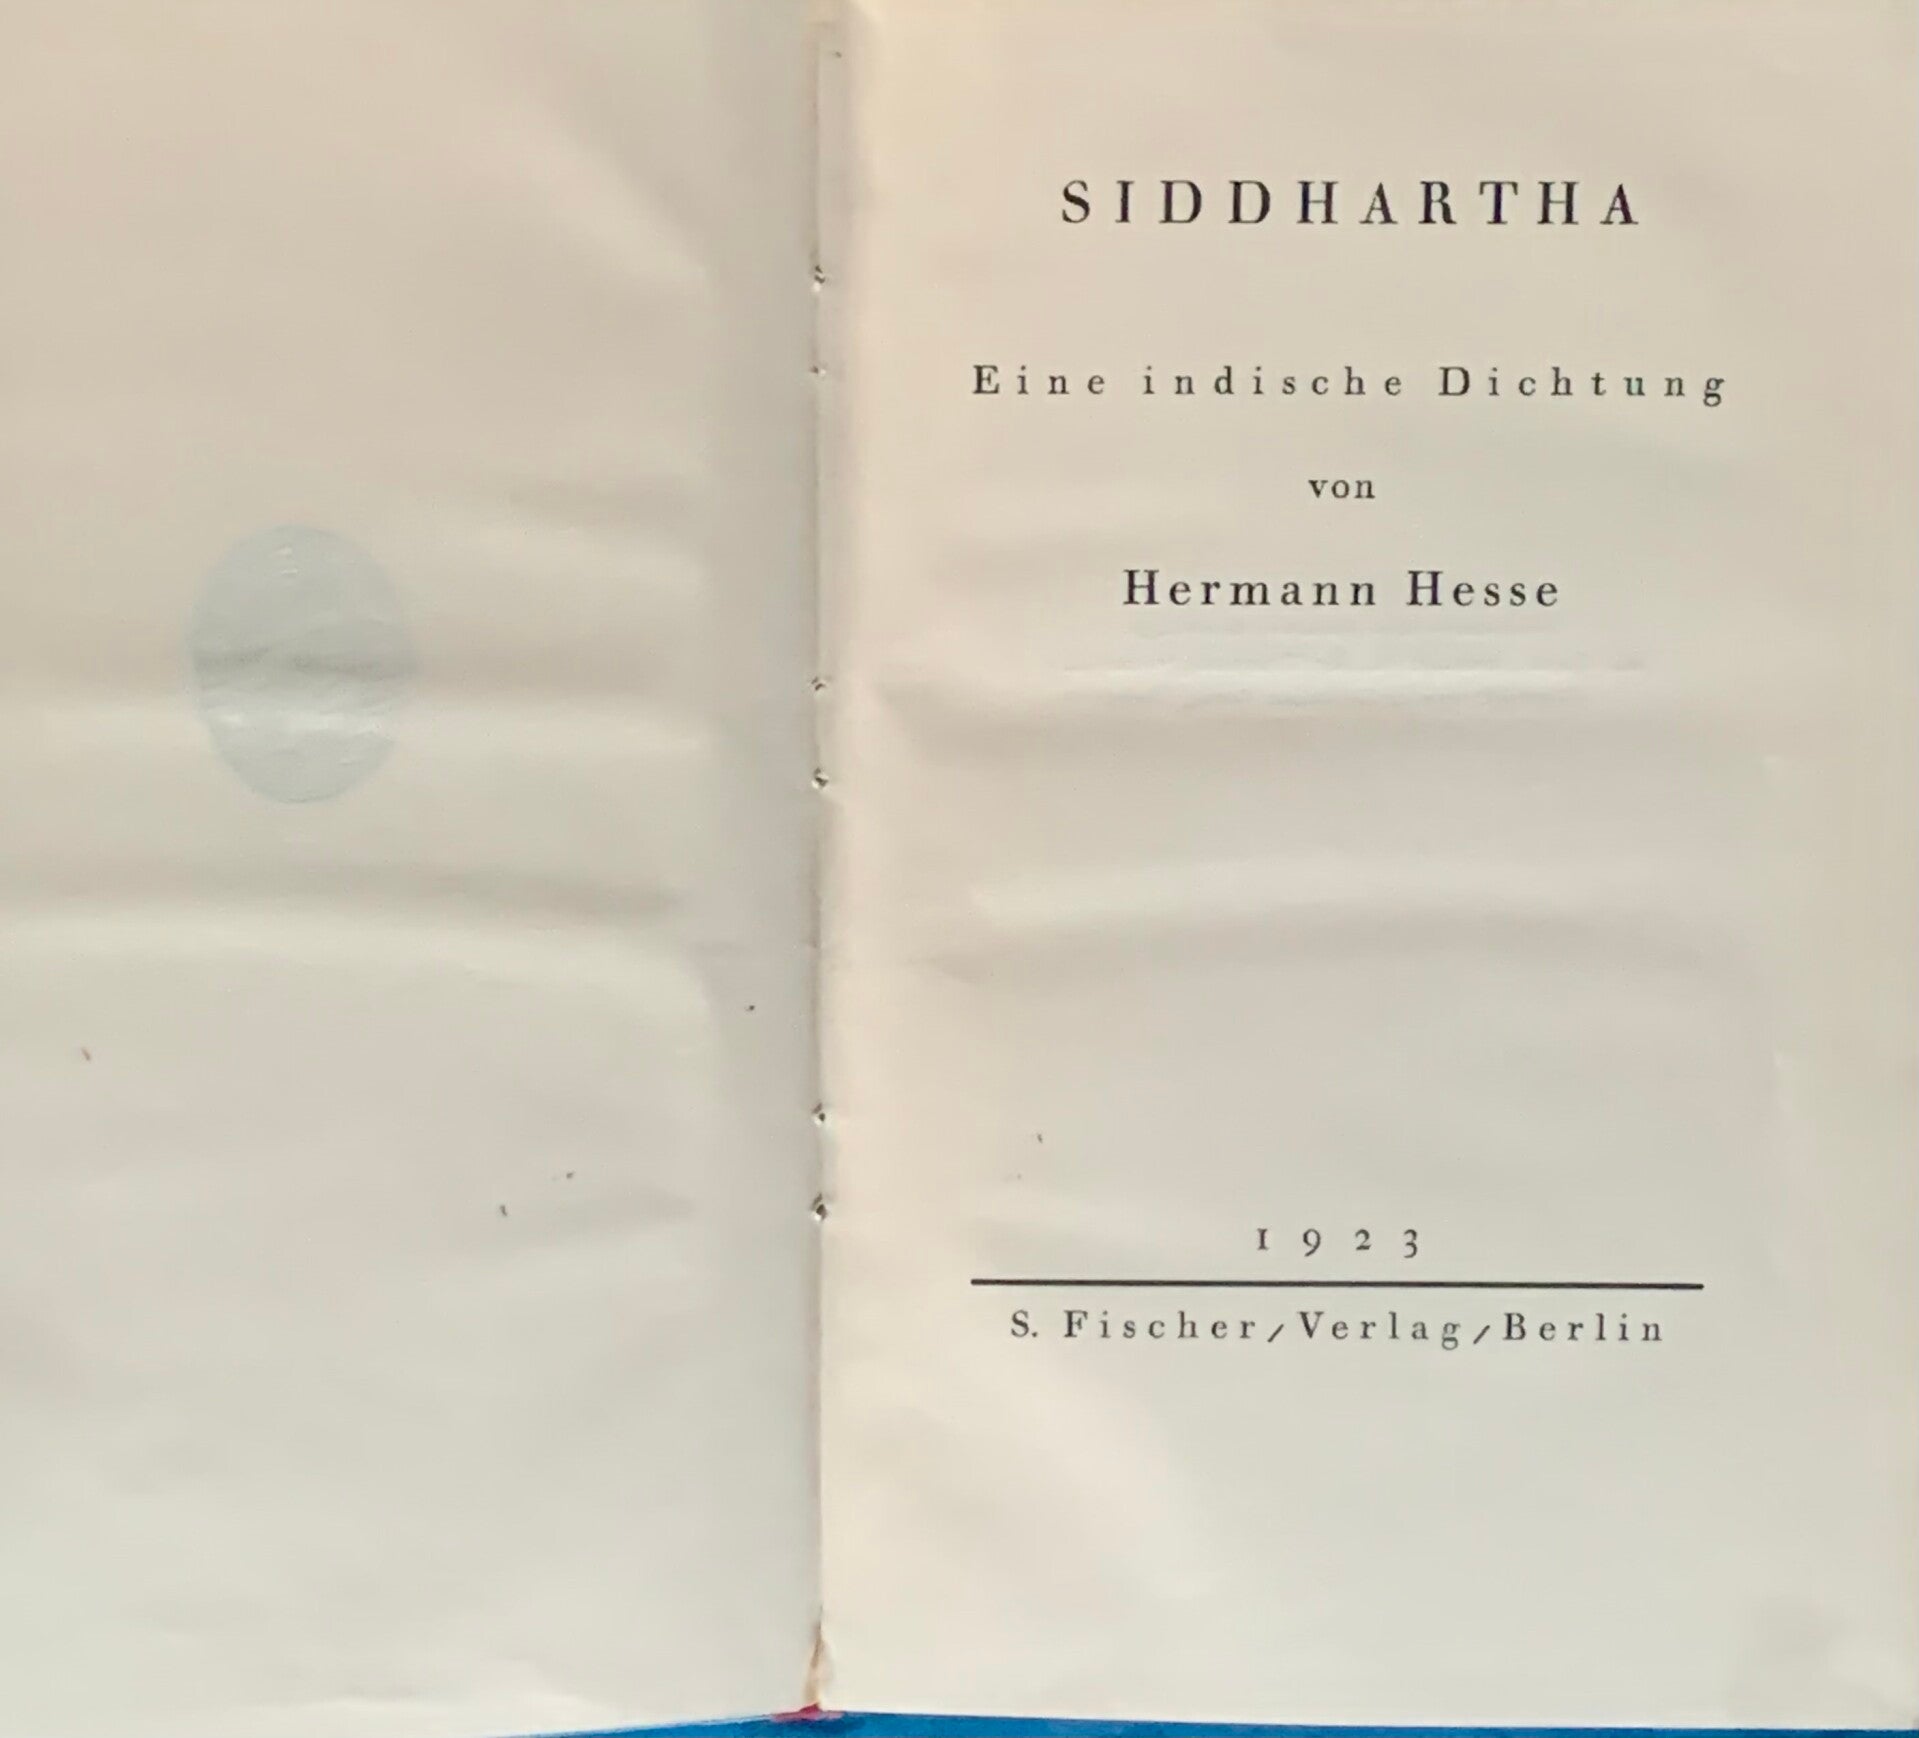 SIDDHARTHA
Eine indische Dichtung
von
Hermann Hesse
1923
S. Fischer/Verlag/Berlin